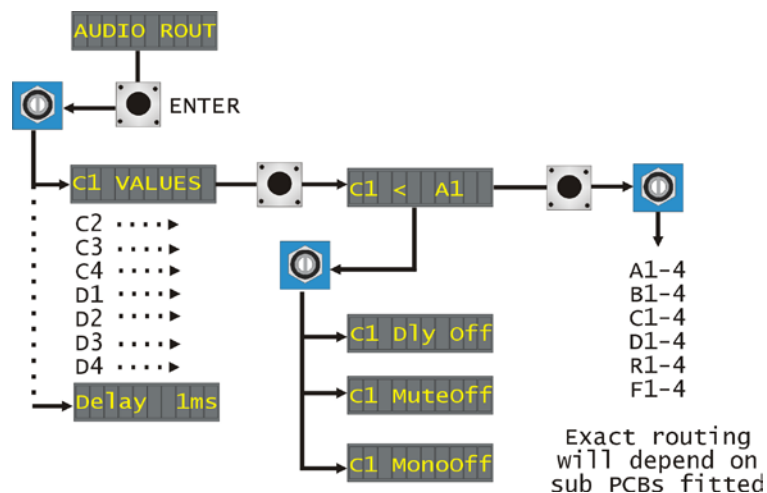 AUDIO ROUT
ENTER
C1 VALUES
C1 < A1
C2
C3
C4
D1
D2
D3
D4
Delay 1ms
C1 Dly Off
C1 MuteOff
C1 MonoOff
A1-4
B1-4
C1-4
D1-4
R1-4
F1-4
Exact routing
will depend on
sub PCBs fitted